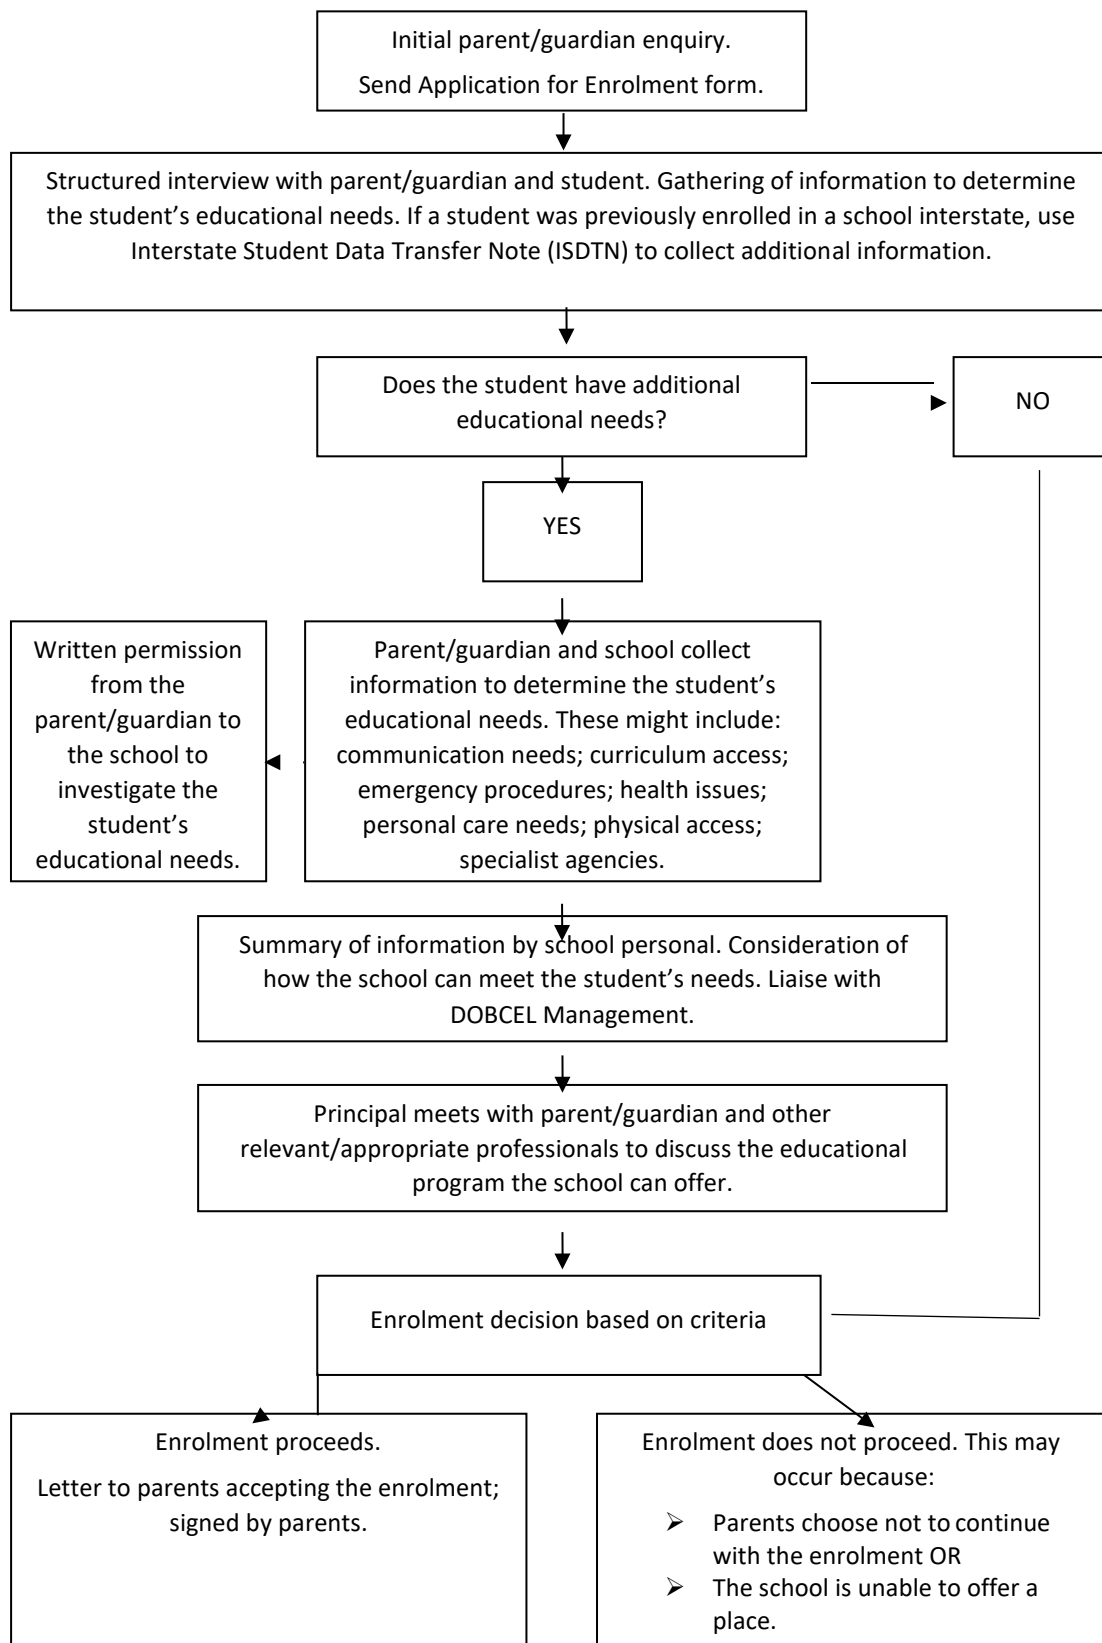 Initial parent/guardian enquiry.
Send Application for Enrolment form.
Structured interview with parent/guardian and student. Gathering of information to determine
the student’s educational needs. If a student was previously enrolled in a school interstate, use
Interstate Student Data Transfer Note (ISDTN) to collect additional information.
Does the student have additional
educational needs?
NO
YES
Written permission
from the
parent/guardian to
the school to
investigate the
student’s
educational needs.
Parent/guardian and school collect
information to determine the student’s
educational needs. These might include:
communication needs; curriculum access;
emergency procedures; health issues;
personal care needs; physical access;
specialist agencies.
Summary of information by school personal. Consideration of
how the school can meet the student’s needs. Liaise with
DOBCEL Management.
Principal meets with parent/guardian and other
relevant/appropriate professionals to discuss the educational
program the school can offer.
Enrolment decision based on criteria
Enrolment proceeds.
Letter to parents accepting the enrolment;
signed by parents.
Enrolment does not proceed. This may
occur because:
➢ Parents choose not to continue
with the enrolment OR
➢ The school is unable to offer a
place.